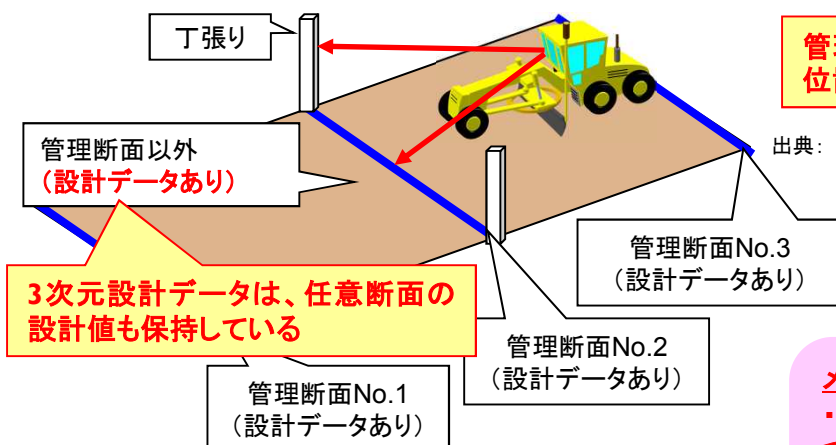 丁張り
管理
位
出典:
管理断面以外
(設計データあり)
3次元設計データは、任意断面の
設計値も保持している
管理断面No.3
(設計データあり)
管理断面No.2
(設計データあり)
管理断面No.1
(設計データあり)